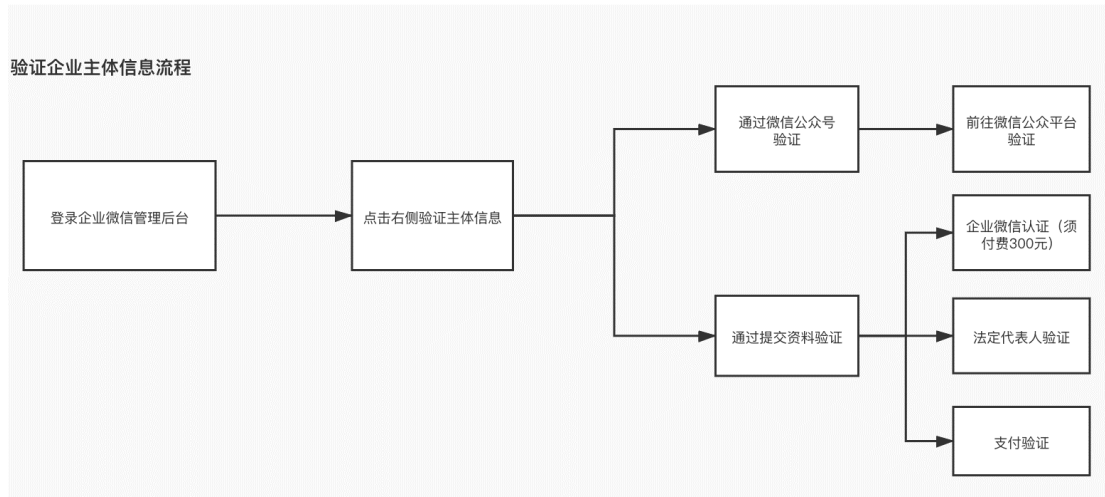 验证企业主体信息流程
登录企业微信管理后台
点击右侧验证主体信息
通过微信公众号
验证
前往微信公众平台
验证
通过提交资料验证
企业微信认证（须
付费300元）
法定代表人验证
支付验证